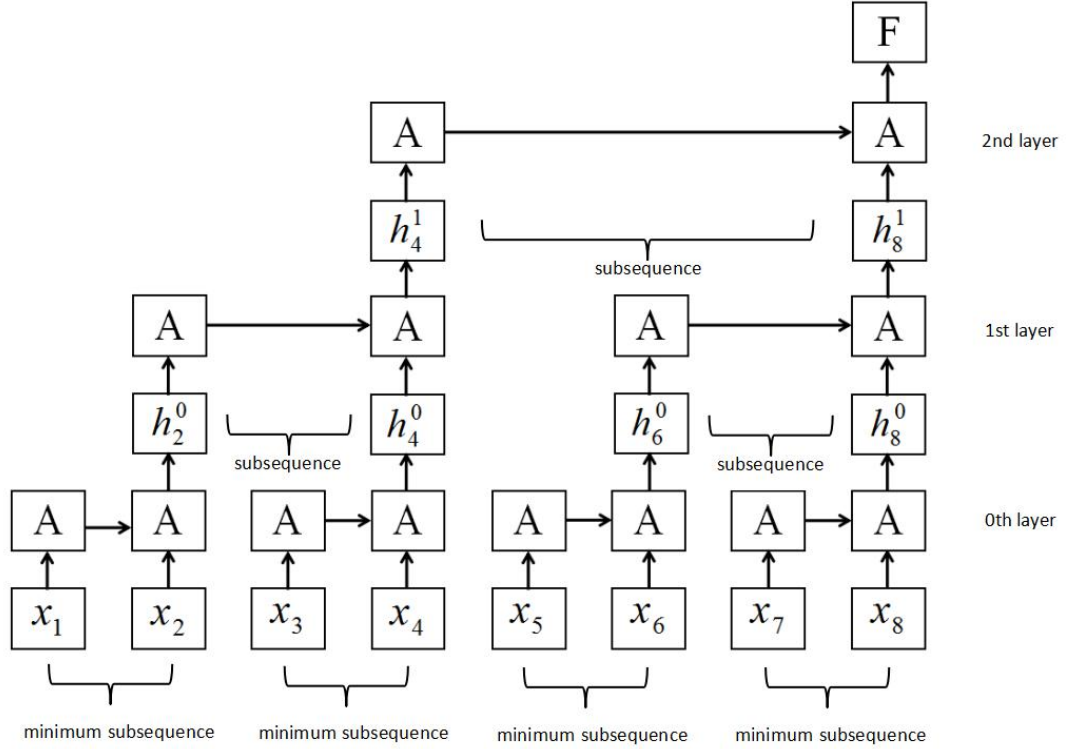 F
A A 2nd layer
h_4^1 h_8^1
subsequence
A A A A 1st layer
h_2^0 h_4^0 h_6^0 h_8^0
subsequence subsequence
A A A A A A A A 0th layer
x_1 x_2 x_3 x_4 x_5 x_6 x_7 x_8
minimum subsequence minimum subsequence minimum subsequence minimum subsequence